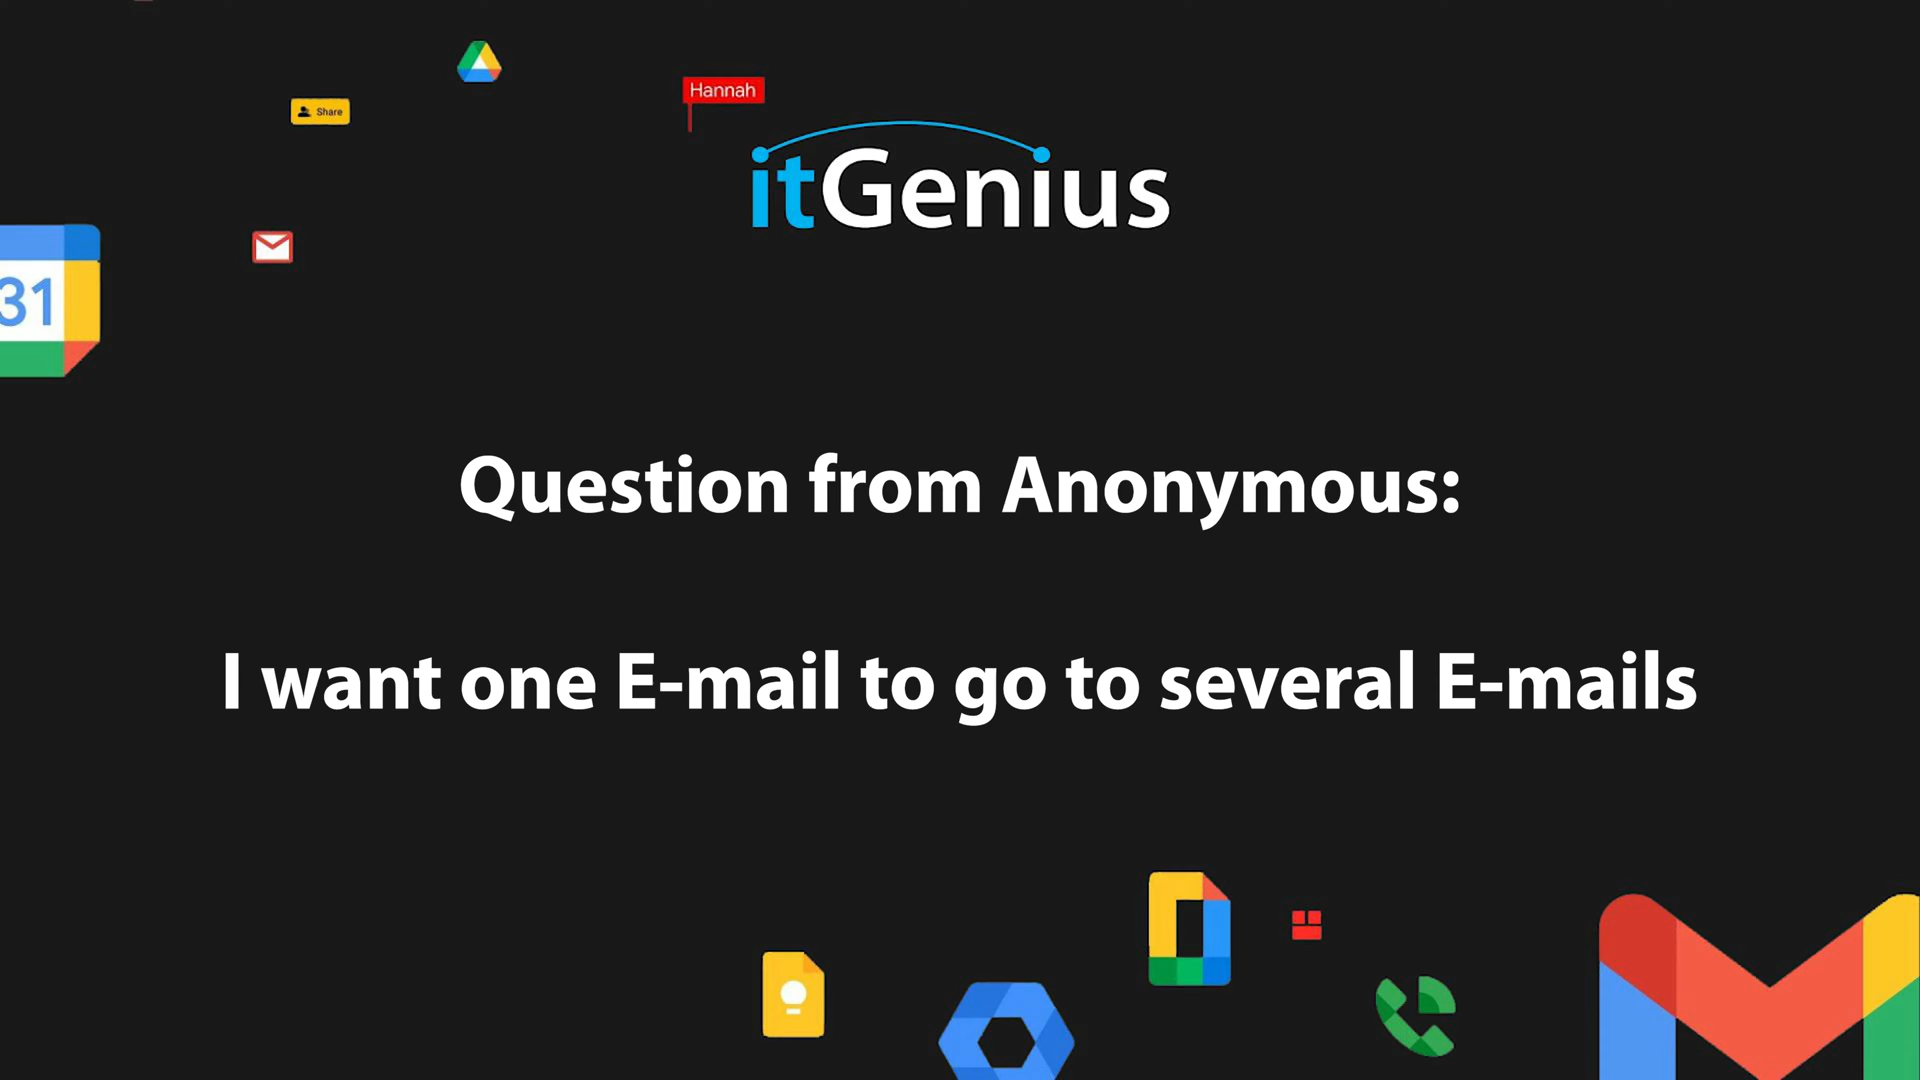 Hannah
Share
itGenius
31
Question from Anonymous:
I want one E-mail to go to several E-mails